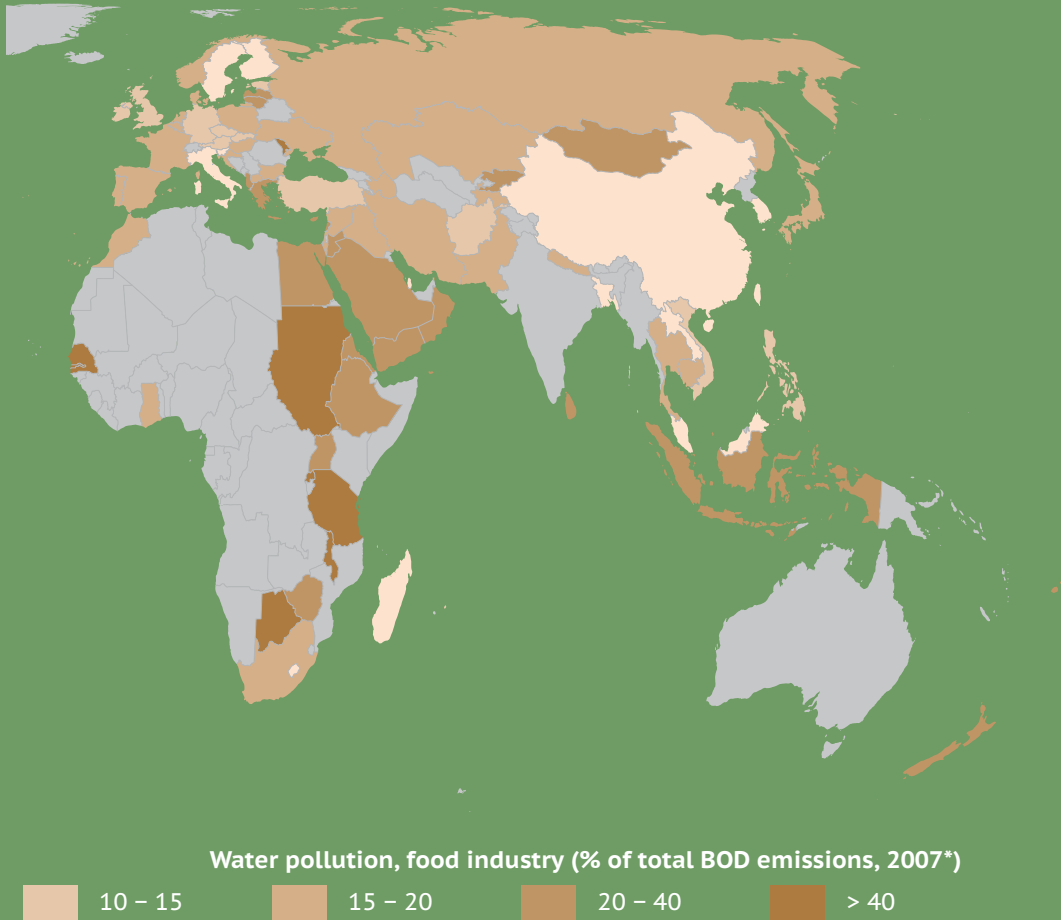 Water pollution, food industry (% of total BOD emissions, 2007*)
10 – 15 15 – 20 20 – 40 > 40